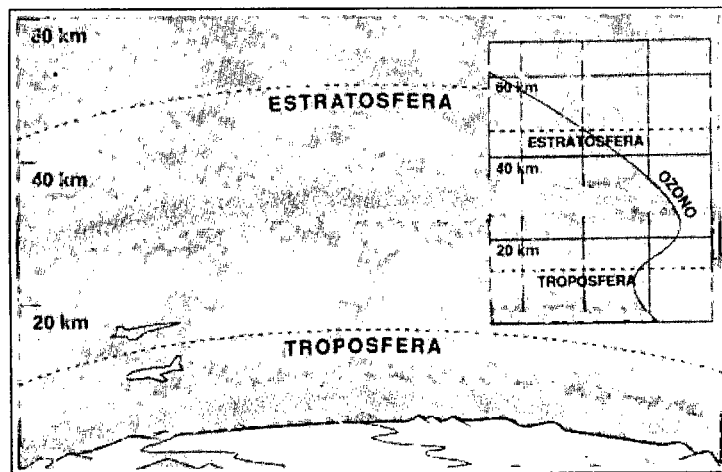 60 km
ESTRATOSFERA
40 km
20 km
TROPOSFERA
60 km
ESTRATOSFERA
40 km
OZONO
20 km
TROPOSFERA